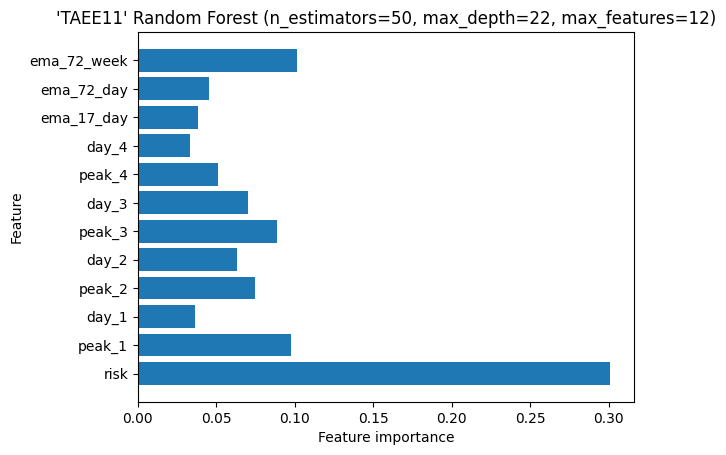 'TAEE11' Random Forest (n_estimators=50, max_depth=22, max_features=12)
ema_72_week
ema_72_day
ema_17_day
day_4
peak_4
day_3
peak_3
day_2
peak_2
day_1
peak_1
risk
Feature
0.00 0.05 0.10 0.15 0.20 0.25 0.30
Feature importance